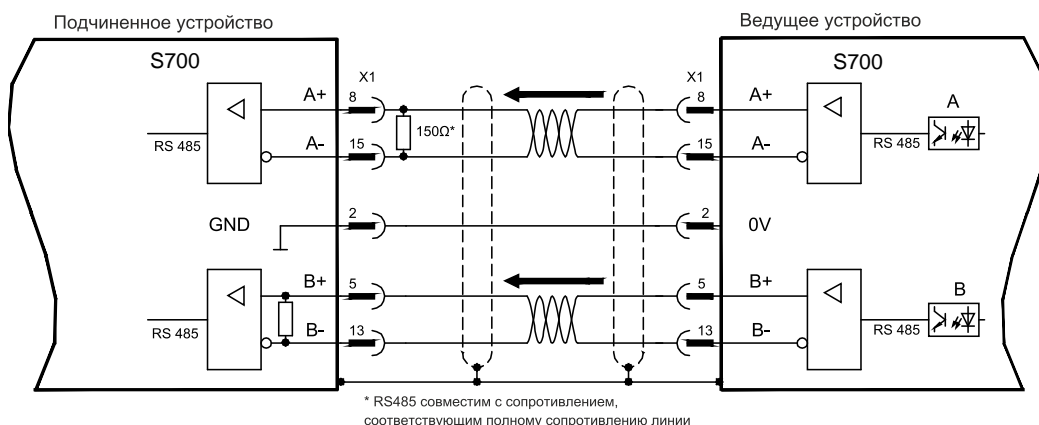 Подчиненное устройство
Ведущее устройство
S700
S700
X1
X1
A+
8
8
A+
A
150Ω*
RS 485
RS 485
A-
15
15
A-
GND
2
2
0V
B+
5
5
B+
B
RS 485
RS 485
B-
13
13
B-
* RS485 совместим с сопротивлением,
соответствующим полному сопротивлению линии